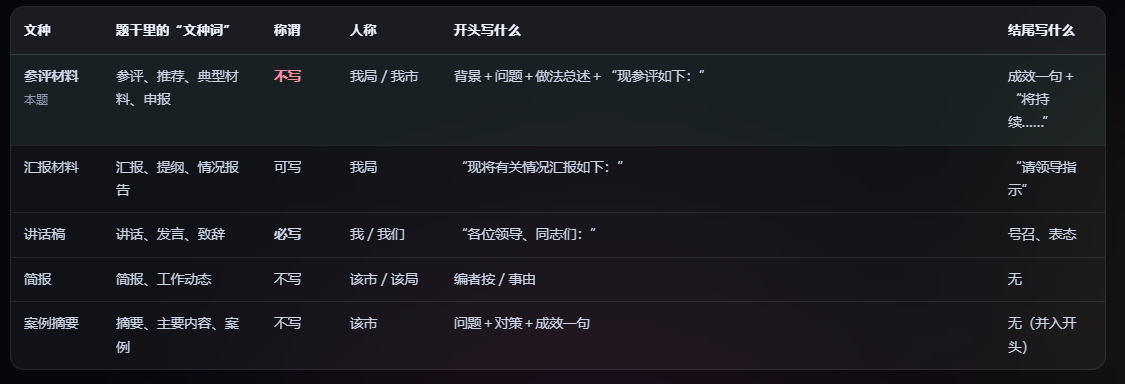 文种 题干里的“文种词” 称谓 人称 开头写什么 结尾写什么
参评材料 参评、推荐、典型材 不写 我局 / 我市 背景 + 问题 + 做法总述 + “现参评如下：” 成效一句 +
本题 料、申报 “将持
续……”
汇报材料 汇报、提纲、情况报 可写 我局 “现将有关情况汇报如下：” “请领导指
告 示”
讲话稿 讲话、发言、致辞 必写 我 / 我们 “各位领导、同志们：” 号召、表态
简报 简报、工作动态 不写 该市 / 该局 编者按 / 事由 无
案例摘要 摘要、主要内容、案 不写 该市 问题 + 对策 + 成效一句 无（并入开
例 头）